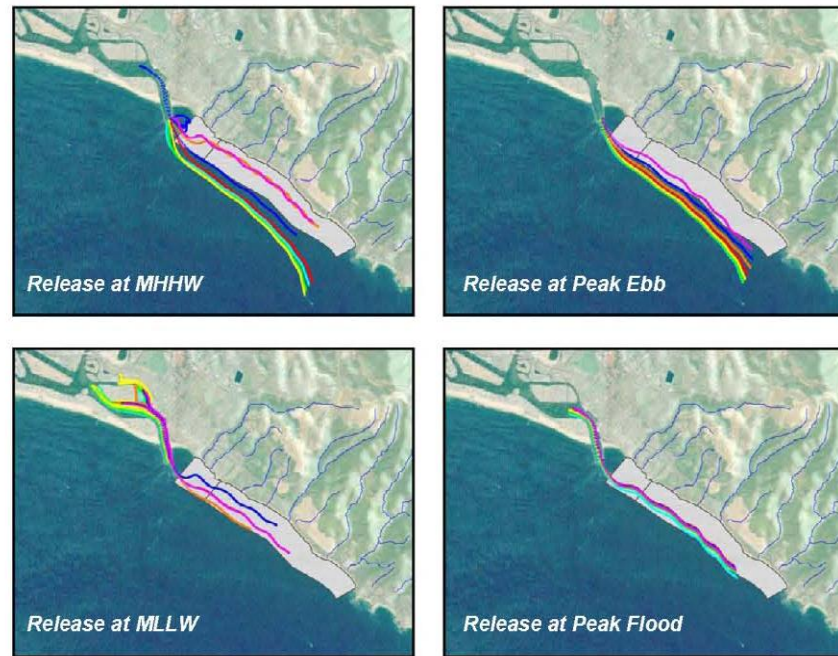 Release at MHHW
Release at Peak Ebb
Release at MLLW
Release at Peak Flood